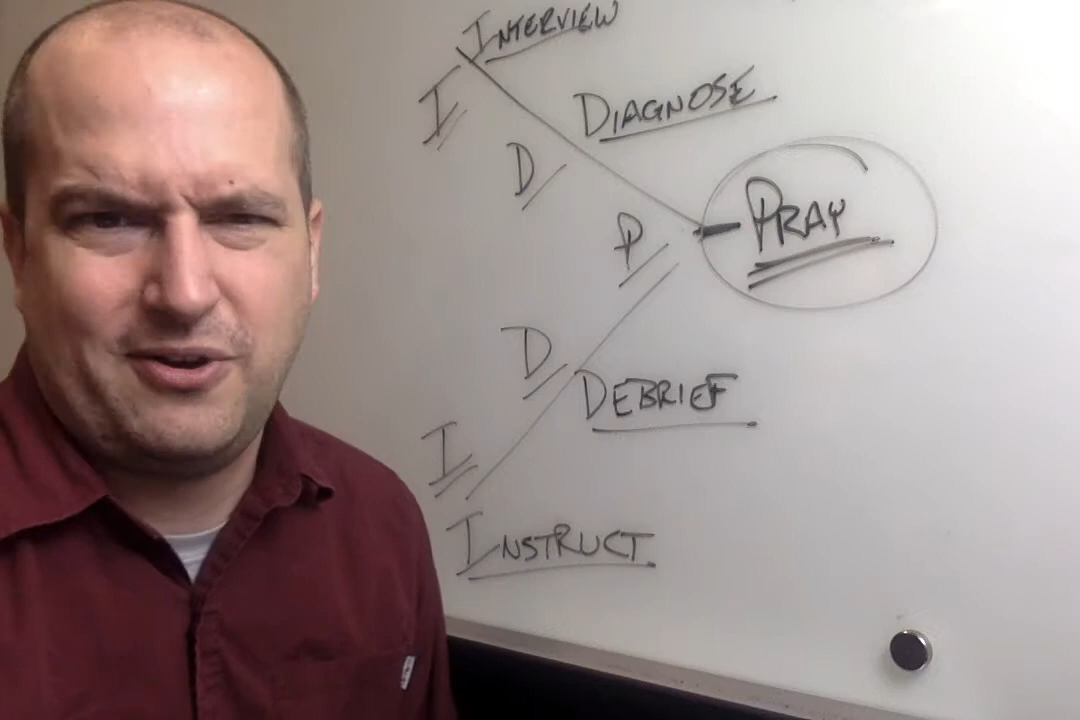 INTERVIEW
I
DIAGNOSE
D
PRAY
P
D
DEBRIEF
I
INSTRUCT